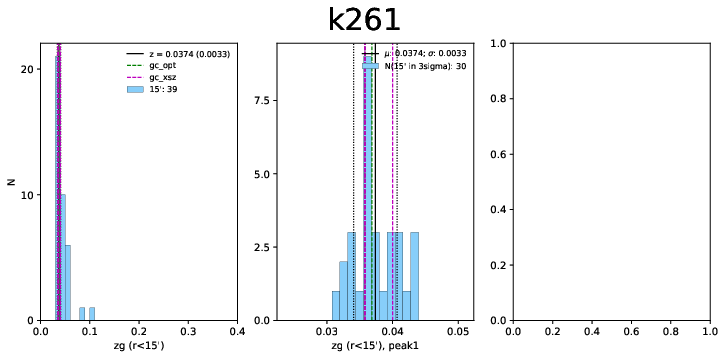 k261
z = 0.0374 (0.0033)
gc_opt
gc_xsz
15': 39
N
20
10
0
0.0 0.1 0.2 0.3 0.4
zg (r<15')
μ: 0.0374; σ: 0.0033
N(15' in 3sigma): 30
7.5
5.0
2.5
0.0
0.03 0.04 0.05
zg (r<15'), peak1
1.0
0.8
0.6
0.4
0.2
0.0
0.0 0.2 0.4 0.6 0.8 1.0